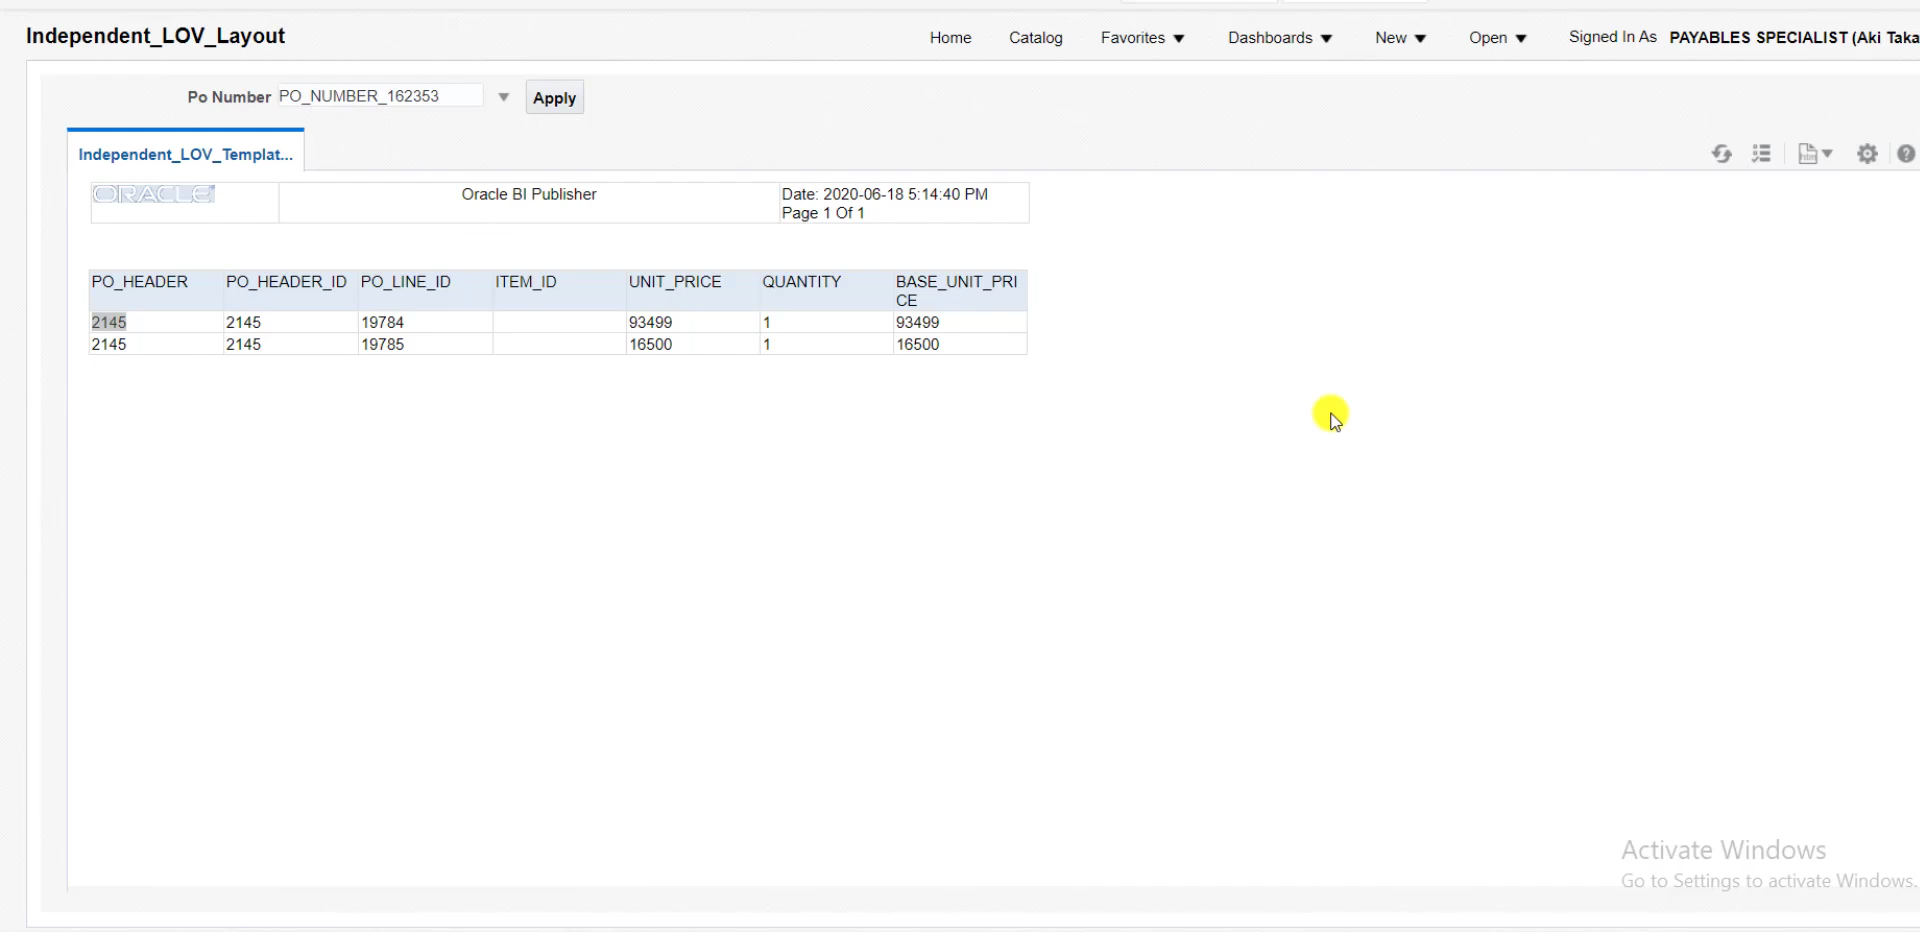 Independent_LOV_Layout
Home Catalog Favorites Dashboards New Open Signed In As PAYABLES SPECIALIST (Aki Taka
Po Number PO_NUMBER_162353 Apply
Independent_LOV_Templat...
ORACLE Oracle BI Publisher Date: 2020-06-18 5:14:40 PM
Page 1 Of 1
PO_HEADER PO_HEADER_ID PO_LINE_ID ITEM_ID UNIT_PRICE QUANTITY BASE_UNIT_PRI
CE
2145 2145 19784 93499 1 93499
2145 2145 19785 16500 1 16500
Activate Windows
Go to Settings to activate Windows.